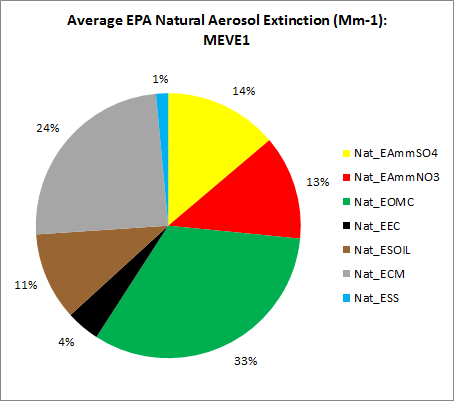 Average EPA Natural Aerosol Extinction (Mm-1):
MEVE1
1%
14%
24%
13%
11%
4%
33%
Nat_EAmmSO4
Nat_EAmmNO3
Nat_EOMC
Nat_EEC
Nat_ESOIL
Nat_ECM
Nat_ESS